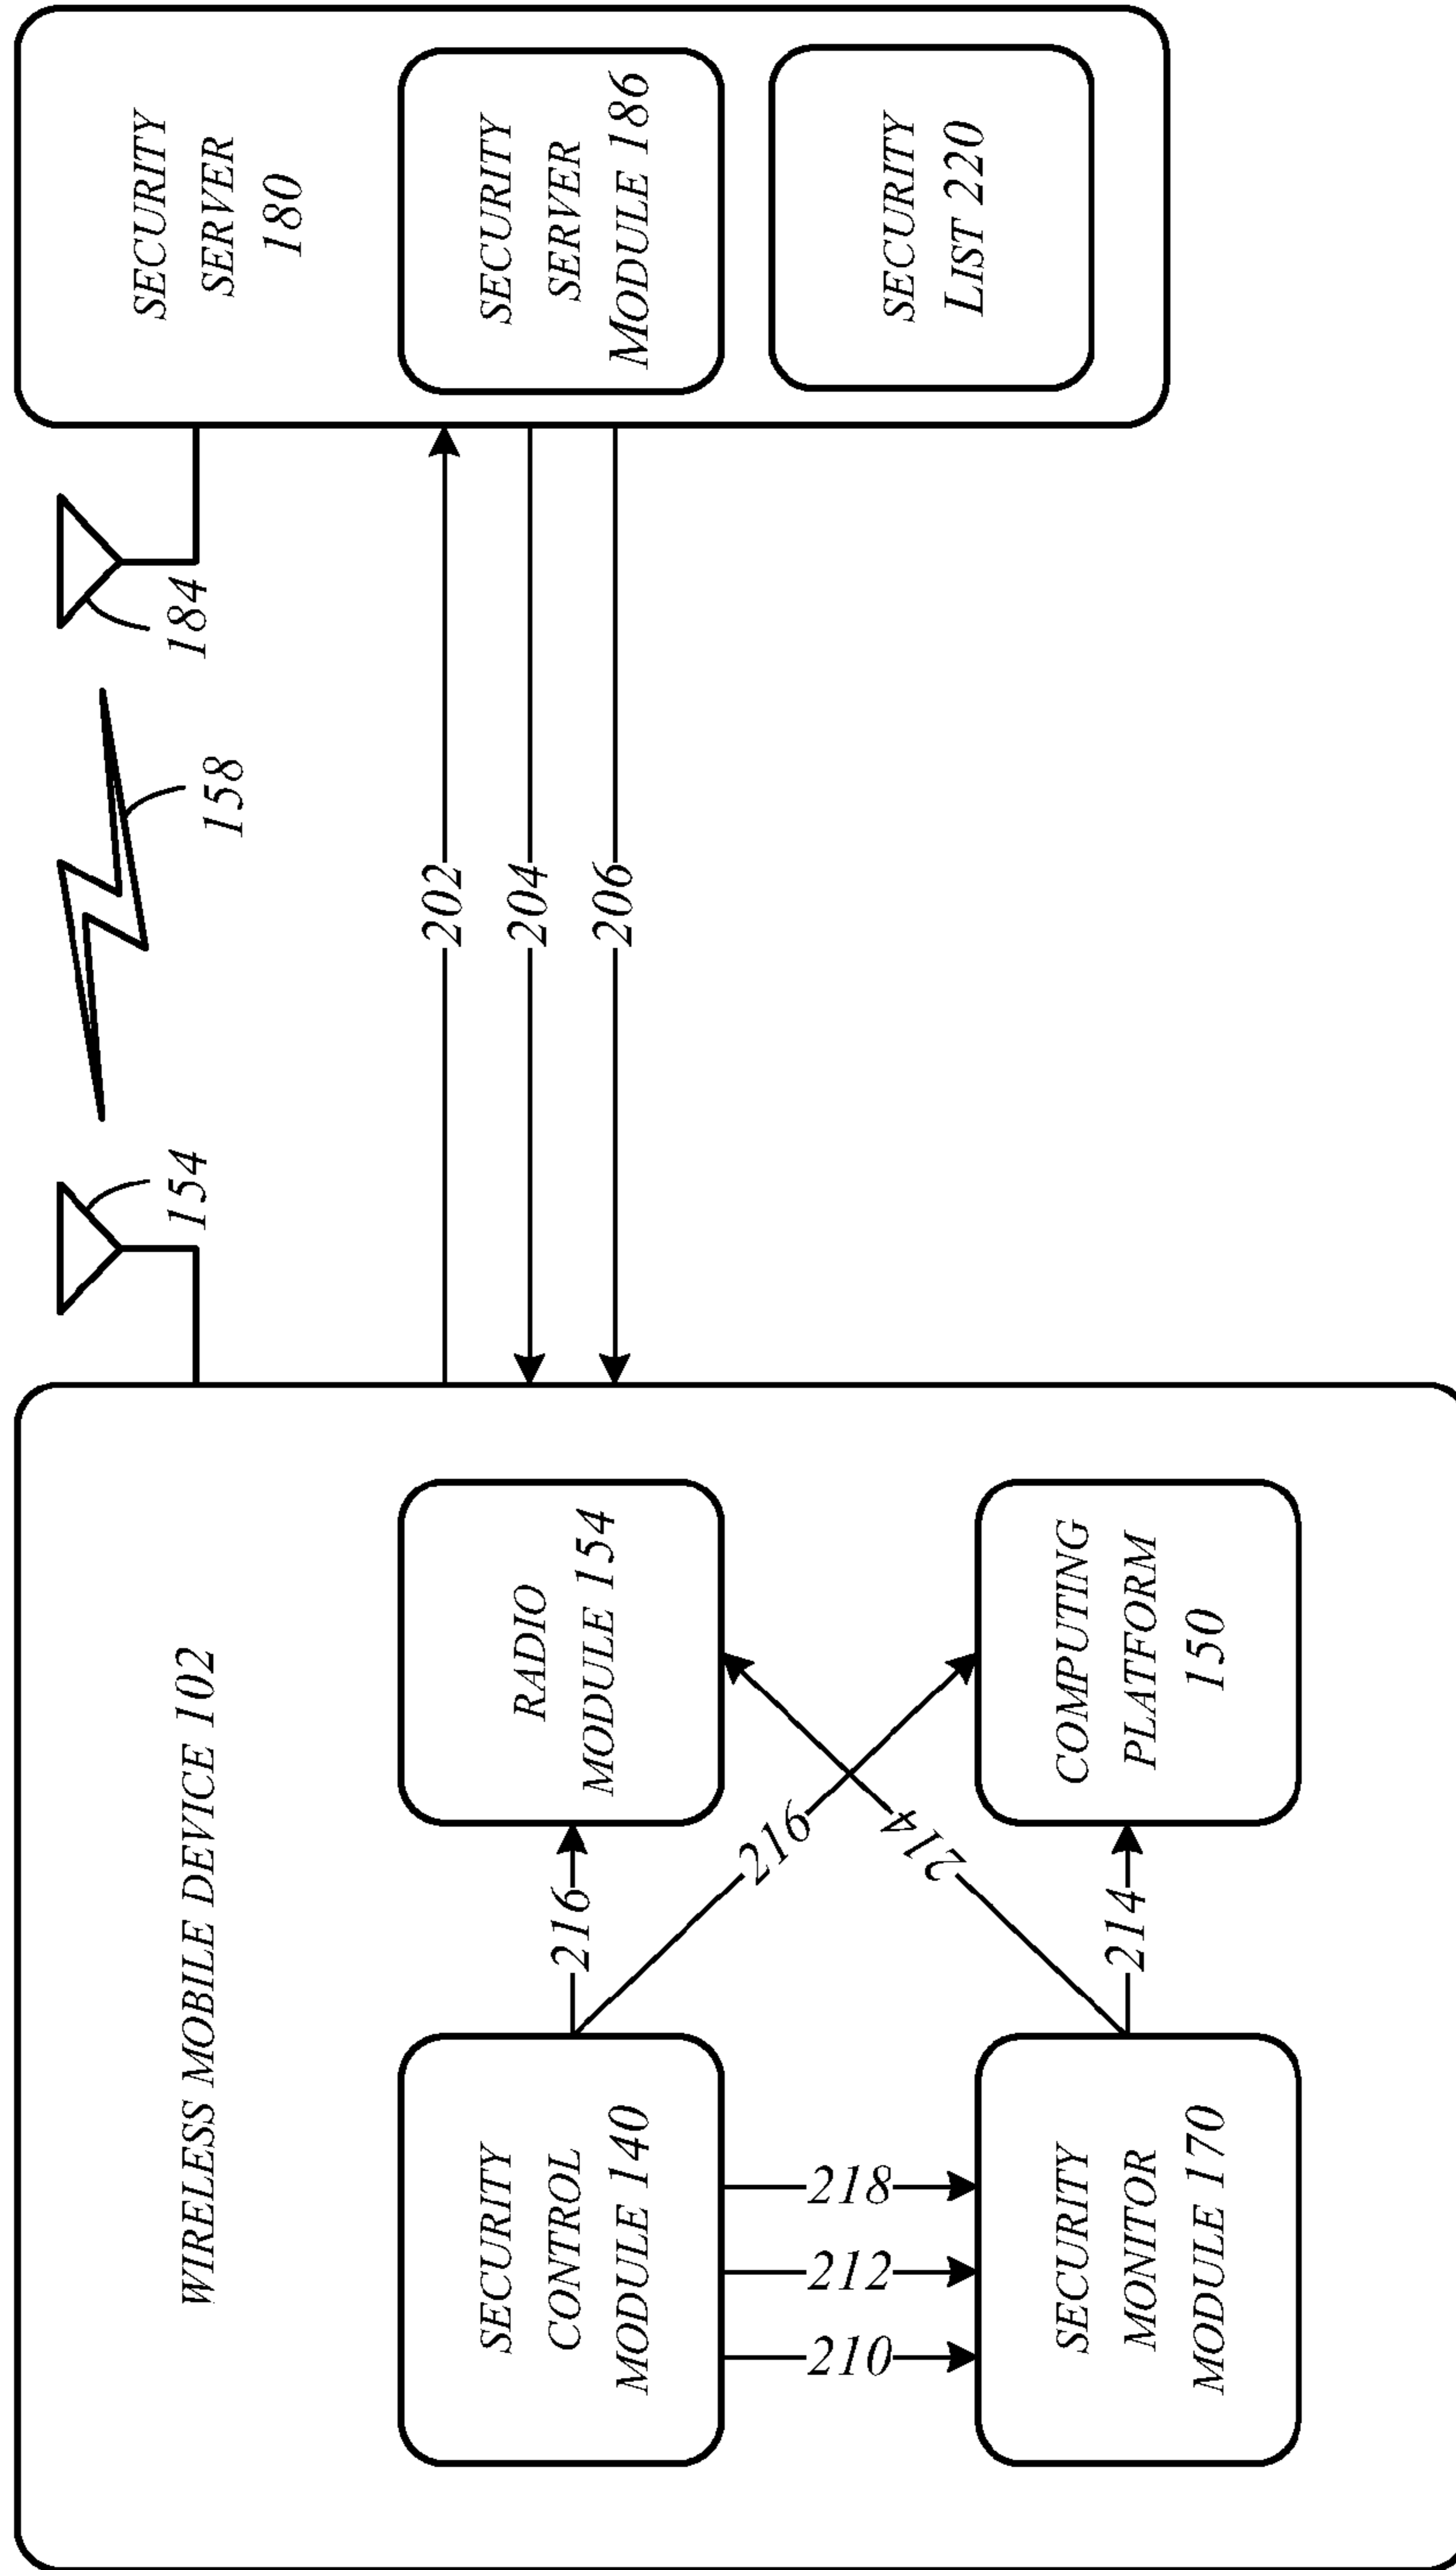 WIRELESS MOBILE DEVICE 102
SECURITY
CONTROL
MODULE 140
216
RADIO
MODULE 154
218
212
210
216
214
SECURITY
MONITOR
MODULE 170
214
COMPUTING
PLATFORM
150
154
158
184
202
204
206
SECURITY
SERVER
180
SECURITY
SERVER
MODULE 186
SECURITY
LIST 220